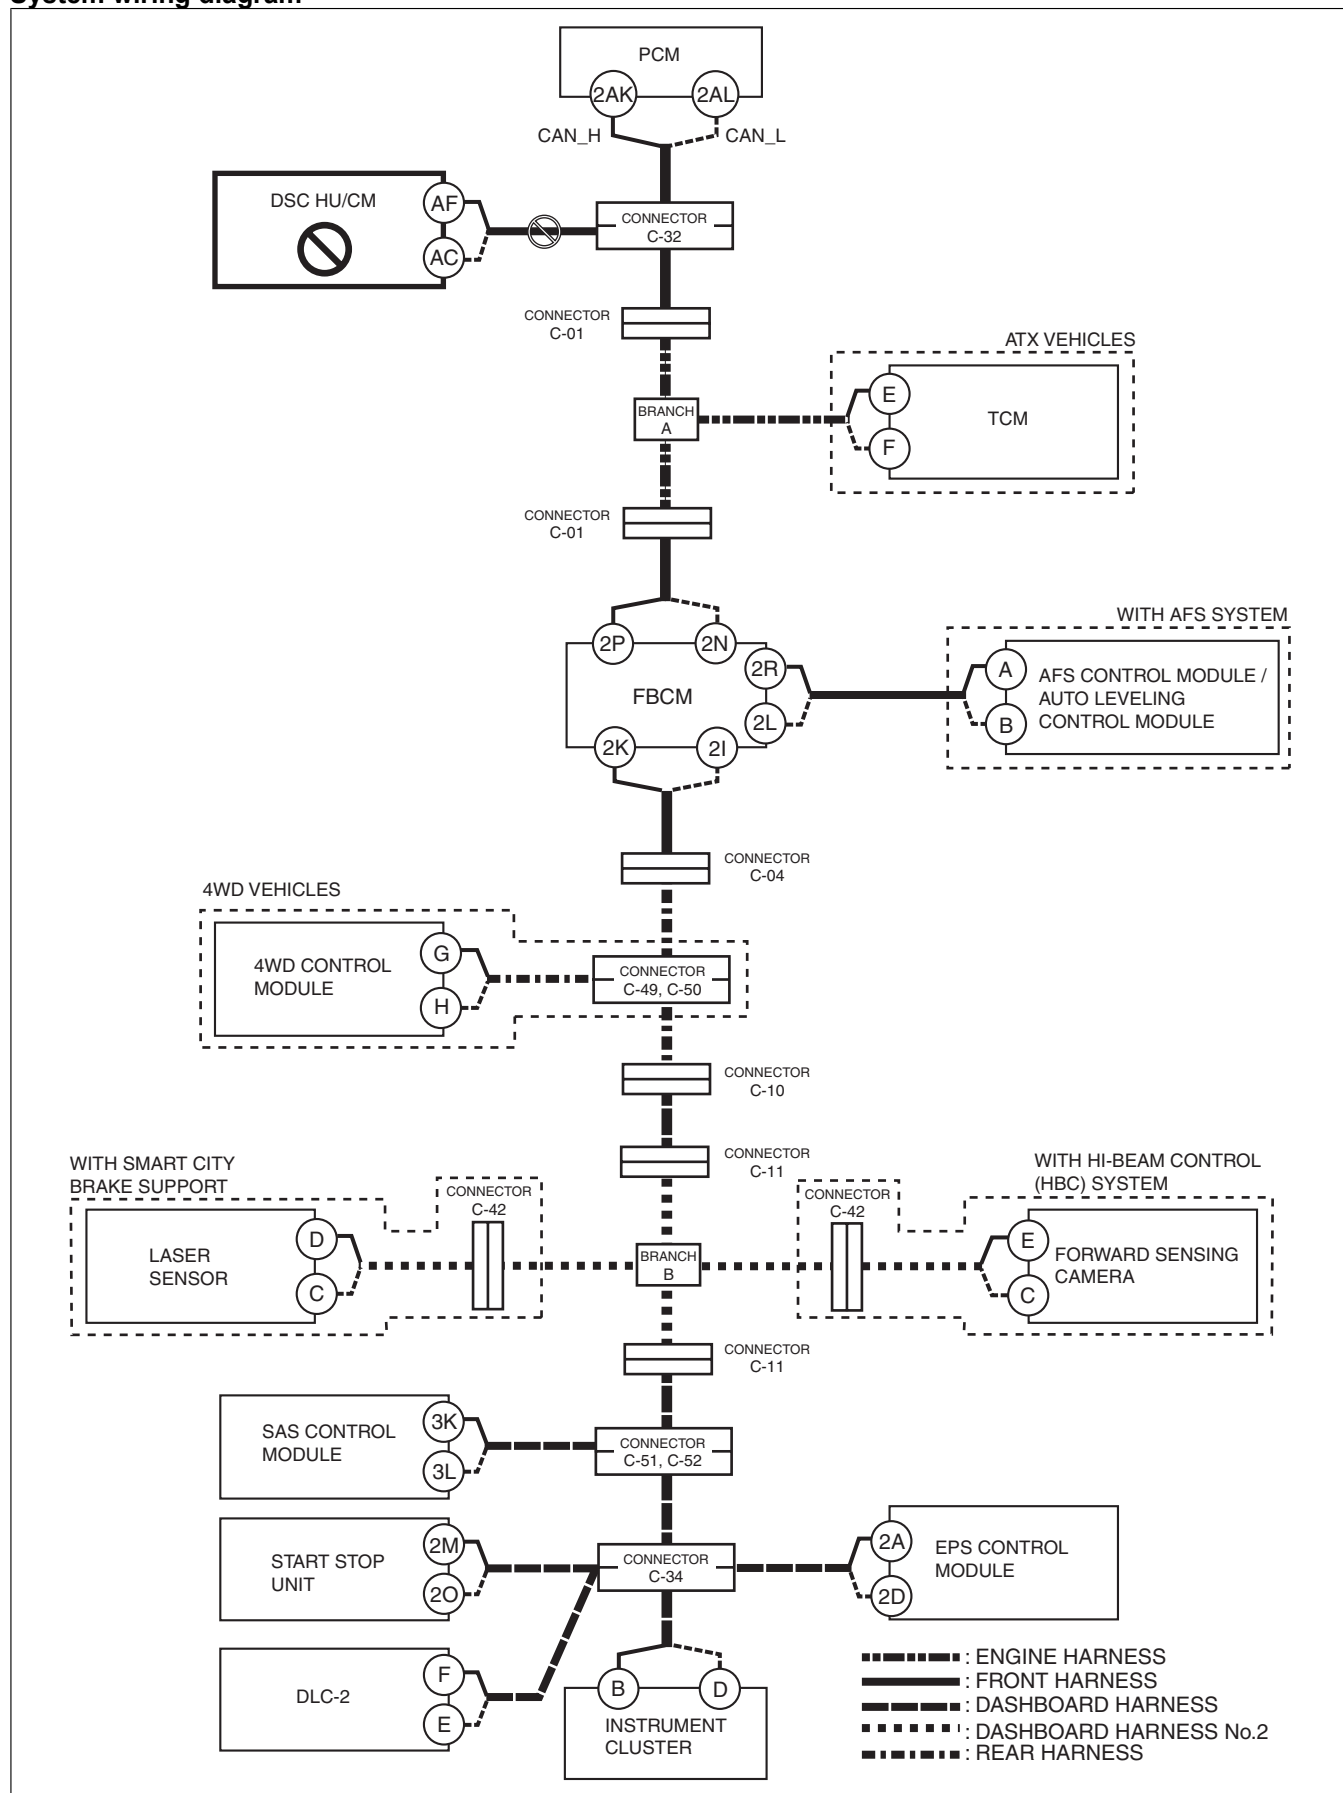 System wiring diagram
PCM
2AK
2AL
CAN_H
CAN_L
DSC HU/CM
AF
AC
CONNECTOR
C-32
CONNECTOR
C-01
ATX VEHICLES
BRANCH
A
E
F
TCM
CONNECTOR
C-01
2P
2N
2R
2L
FBCM
2K
2I
WITH AFS SYSTEM
A
B
AFS CONTROL MODULE /
AUTO LEVELING
CONTROL MODULE
CONNECTOR
C-04
4WD VEHICLES
4WD CONTROL
MODULE
G
H
CONNECTOR
C-49, C-50
CONNECTOR
C-10
CONNECTOR
C-11
WITH SMART CITY
BRAKE SUPPORT
CONNECTOR
C-42
LASER
SENSOR
D
C
BRANCH
B
WITH HI-BEAM CONTROL
(HBC) SYSTEM
CONNECTOR
C-42
E
C
FORWARD SENSING
CAMERA
CONNECTOR
C-11
SAS CONTROL
MODULE
3K
3L
CONNECTOR
C-51, C-52
START STOP
UNIT
2M
2O
CONNECTOR
C-34
2A
2D
EPS CONTROL
MODULE
DLC-2
F
E
B
D
INSTRUMENT
CLUSTER
: ENGINE HARNESS
: FRONT HARNESS
: DASHBOARD HARNESS
: DASHBOARD HARNESS No.2
: REAR HARNESS